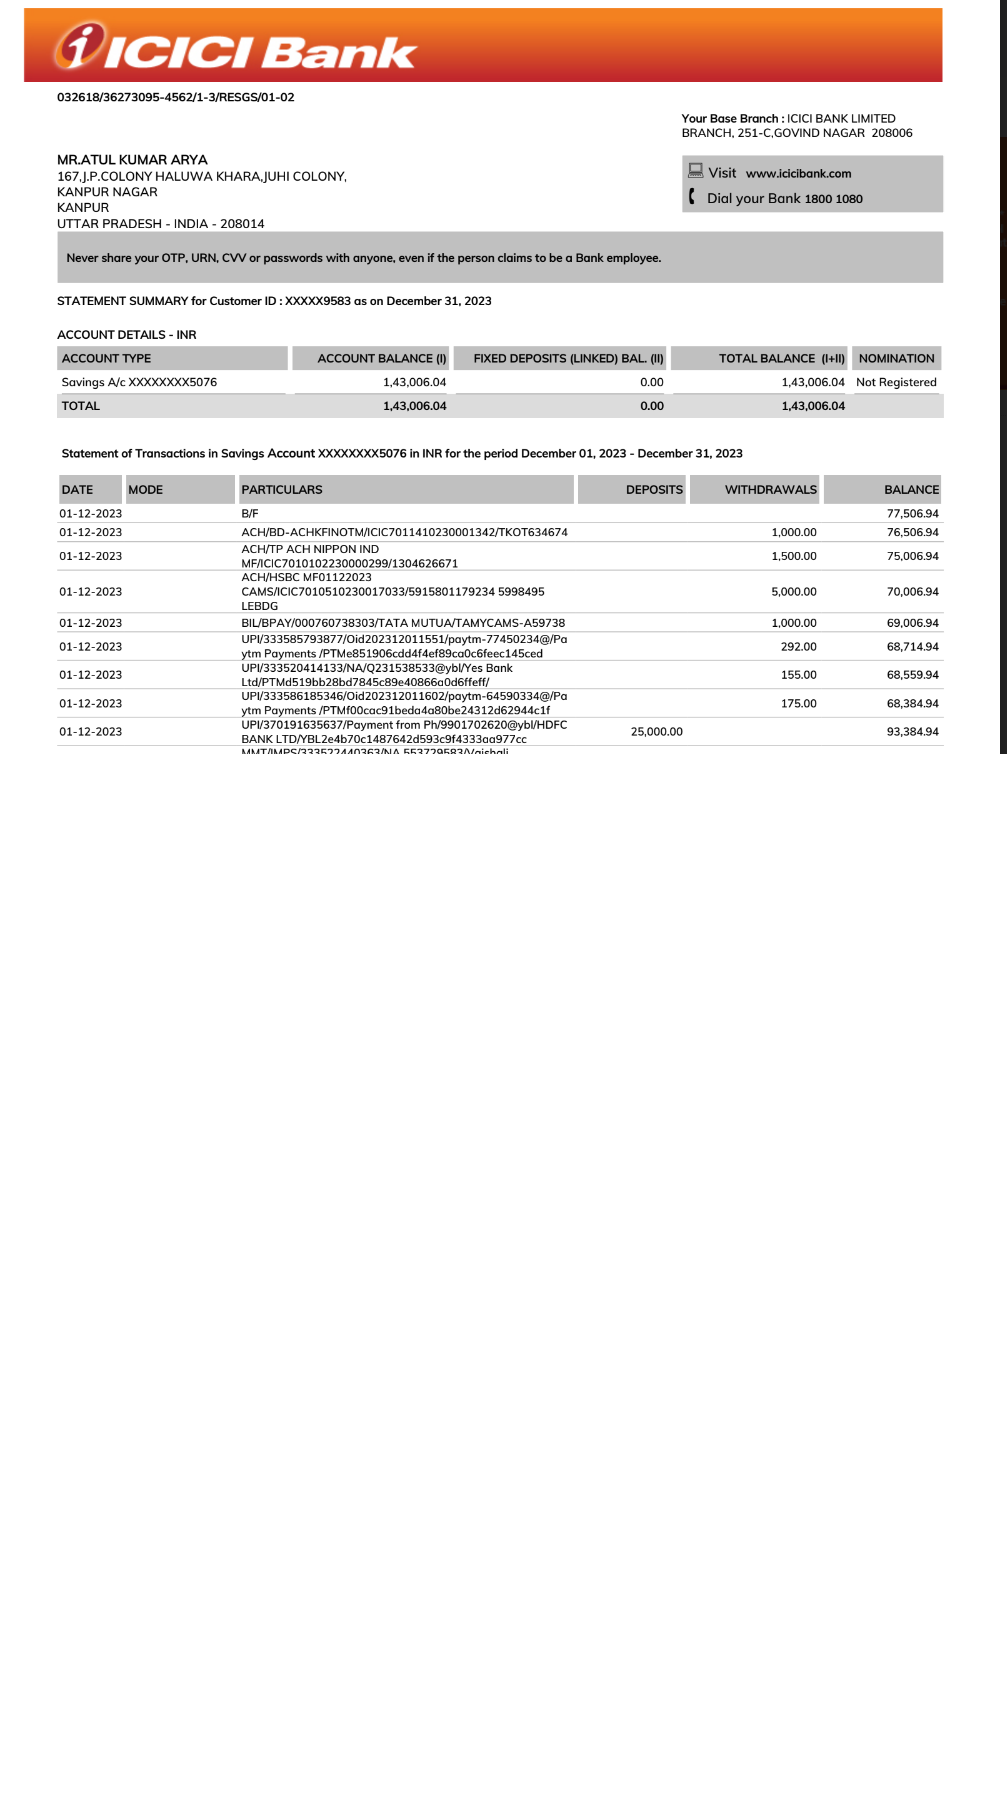 ICICI Bank
032618/36273095-4562/1-3/RESGS/01-02
Your Base Branch : ICICI BANK LIMITED
BRANCH, 251-C,GOVIND NAGAR  208006
MR.ATUL KUMAR ARYA
167,J.P.COLONY HALUWA KHARA,JUHI COLONY,
KANPUR NAGAR
KANPUR
UTTAR PRADESH - INDIA - 208014
Visit www.icicibank.com
Dial your Bank 1800 1080
Never share your OTP, URN, CVV or passwords with anyone, even if the person claims to be a Bank employee.
STATEMENT SUMMARY for Customer ID : XXXXX9583 as on December 31, 2023
ACCOUNT DETAILS - INR
ACCOUNT TYPE ACCOUNT BALANCE (I) FIXED DEPOSITS (LINKED) BAL. (II) TOTAL BALANCE (I+II) NOMINATION
Savings A/c XXXXXXXX5076 1,43,006.04 0.00 1,43,006.04 Not Registered
TOTAL 1,43,006.04 0.00 1,43,006.04
Statement of Transactions in Savings Account XXXXXXXX5076 in INR for the period December 01, 2023 - December 31, 2023
DATE MODE PARTICULARS DEPOSITS WITHDRAWALS BALANCE
01-12-2023 B/F 77,506.94
01-12-2023 ACH/BD-ACHKFINOTM/ICIC7011410230001342/TKOT634674 1,000.00 76,506.94
ACH/TP ACH NIPPON IND
01-12-2023 MF/ICIC7010102230000299/1304626671 1,500.00 75,006.94
ACH/HSBC MF01122023
01-12-2023 CAMS/ICIC7010510230017033/5915801179234 5998495 5,000.00 70,006.94
LEBDG
01-12-2023 BIL/BPAY/000760738303/TATA MUTUA/TAMYCAMS-A59738 1,000.00 69,006.94
UPI/333585793877/Oid202312011551/paytm-77450234@/Pa
01-12-2023 ytm Payments /PTMe851906cdd4f4ef89ca0c6feec145ced 292.00 68,714.94
UPI/333520414133/NA/Q231538533@ybl/Yes Bank
01-12-2023 Ltd/PTMd519bb28bd7845c89e40866a0d6ffeff/ 155.00 68,559.94
UPI/333586185346/Oid202312011602/paytm-64590334@/Pa
01-12-2023 ytm Payments /PTMf00cac91beda4a80be24312d62944c1f 175.00 68,384.94
UPI/370191635637/Payment from Ph/9901702620@ybl/HDFC
01-12-2023 BANK LTD/YBL2e4b70c1487642d593c9f4333aa977cc 25,000.00 93,384.94
MMT/IMPS/333522440363/NA 553729583/Vaishali